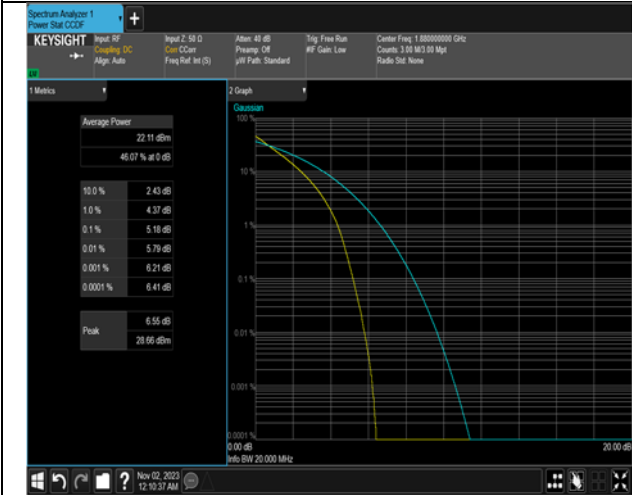 Spectrum Analyzer 1
Power Stat CCDF
+
KEYSIGHT
Input: RF
Coupling: DC
Align: Auto
Input Z: 50 Ω
Corr CCorr
Freq Ref: Int (S)
Atten: 40 dB
Preamp: Off
µW Path: Standard
Trig: Free Run
#IF Gain: Low
Center Freq: 1.880000000 GHz
Counts: 3.00 M/3.00 Mpt
Radio Std: None
1 Metrics
Average Power
22.11 dBm
46.07 % at 0 dB
10.0 % 2.43 dB
1.0 % 4.37 dB
0.1 % 5.18 dB
0.01 % 5.79 dB
0.001 % 6.21 dB
0.0001 % 6.41 dB
Peak
6.55 dB
28.66 dBm
2 Graph
Gaussian
100 %
10 %
1 %
0.1 %
0.01 %
0.001 %
0.0001 %
0.00 dB 20.00 dB
Info BW 20.000 MHz
?
Nov 02, 2023
12:10:37 AM